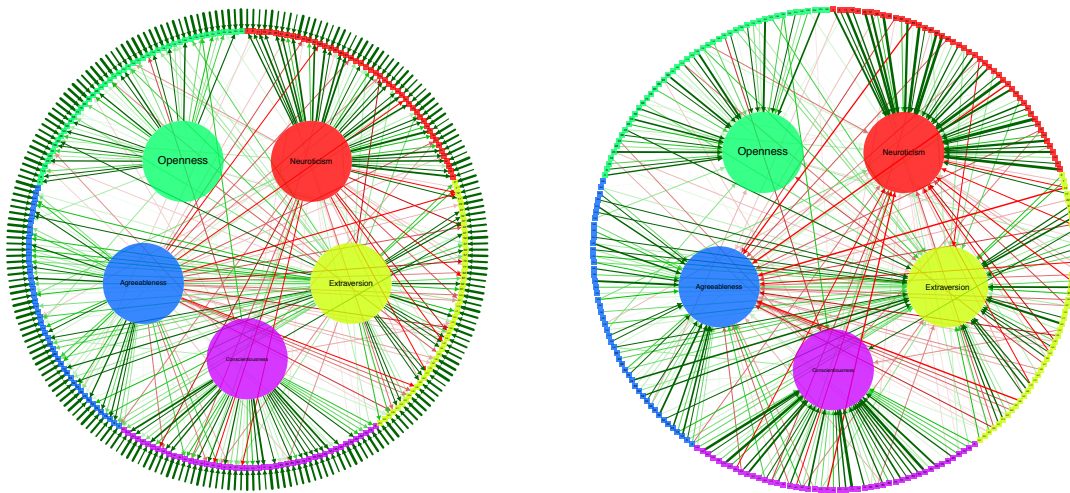 Openness
Neuroticism
Agreeableness
Extraversion
Conscientiousness
Openness
Neuroticism
Agreeableness
Extraversion
Conscientiousness